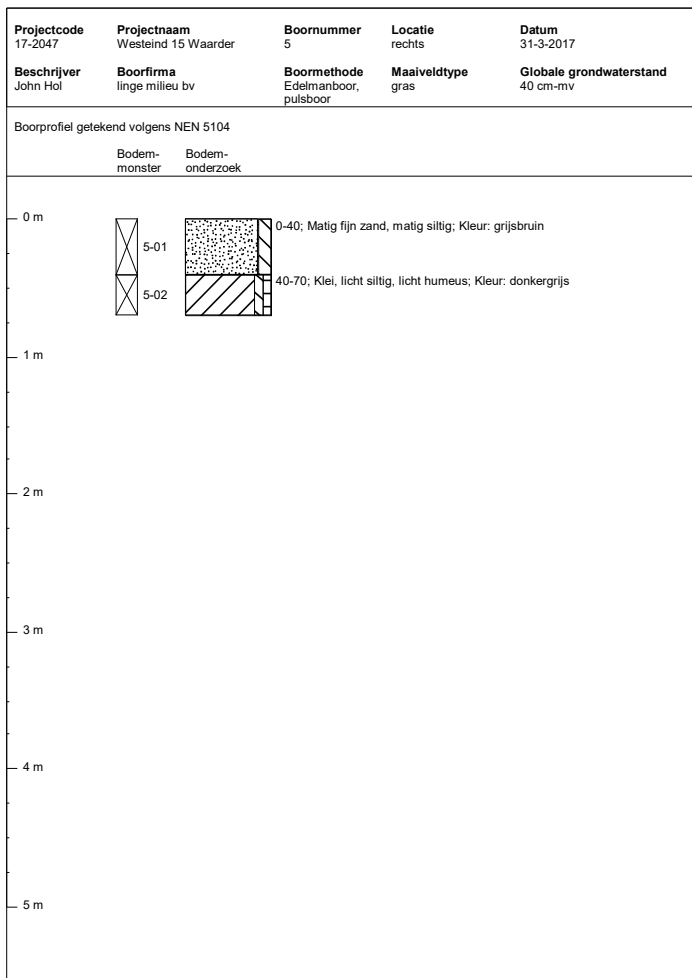 Projectcode Projectnaam Boornummer Locatie Datum
17-2047 Westeind 15 Waarder 5 rechts 31-3-2017
Beschrijver Boorfirma Boormethode Maaiveldtype Globale grondwaterstand
John Hol linge milieu bv Edelmanboor, gras 40 cm-mv
pulsboor
Boorprofiel getekend volgens NEN 5104
Bodem- Bodem-
monster onderzoek
0 m
0-40; Matig fijn zand, matig siltig; Kleur: grijsbruin
5-01
40-70; Klei, licht siltig, licht humeus; Kleur: donkergrijs
5-02
1 m
2 m
3 m
4 m
5 m